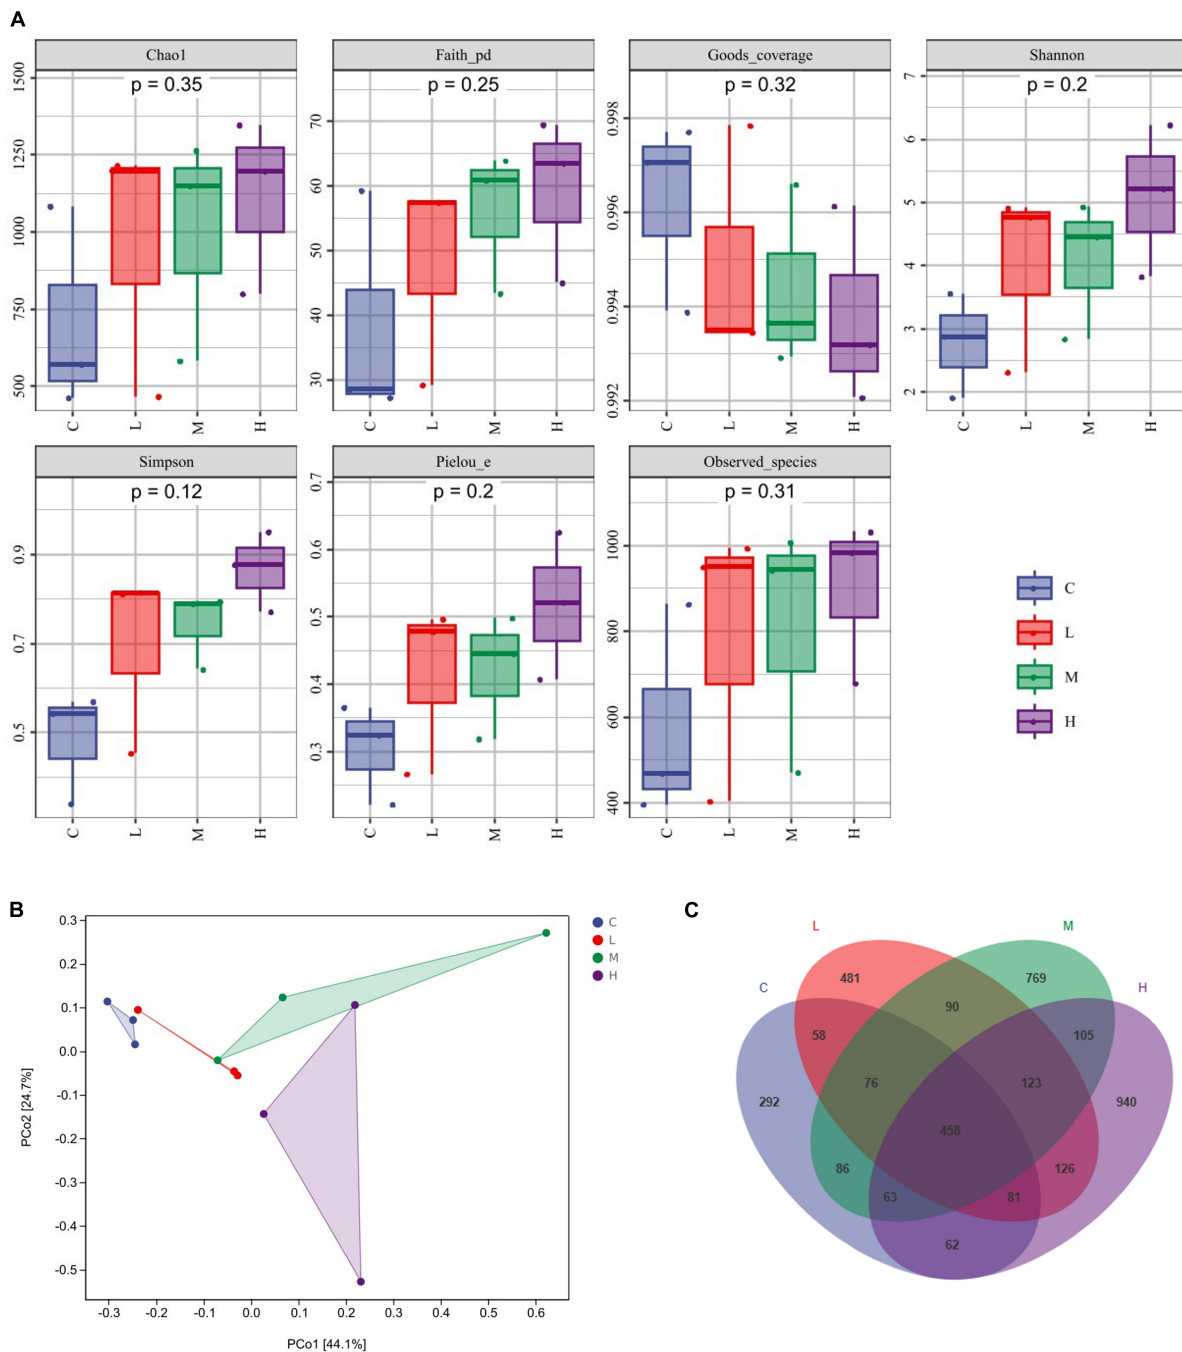 A
Chao1
p = 0.35
1500
1250
1000
750
500
C L M H
Faith_pd
p = 0.25
70
60
50
40
30
C L M H
Goods_coverage
p = 0.32
0.998
0.996
0.994
0.992
C L M H
Shannon
p = 0.2
7
6
5
4
3
2
C L M H
Simpson
p = 0.12
0.9
0.7
0.5
C L M H
Pielou_e
p = 0.2
0.7
0.6
0.5
0.4
0.3
C L M H
Observed_species
p = 0.31
1000
800
600
400
C L M H
C
L
M
H
B
0.3
0.2
0.1
0.0
-0.1
-0.2
-0.3
-0.4
-0.5
PCo2 [24.7%]
-0.3 -0.2 -0.1 0.0 0.1 0.2 0.3 0.4 0.5 0.6
PCo1 [44.1%]
C
L
M
H
C
L M
C H
481 769
90
58 105
76 123
292 940
458
86 126
63 81
62